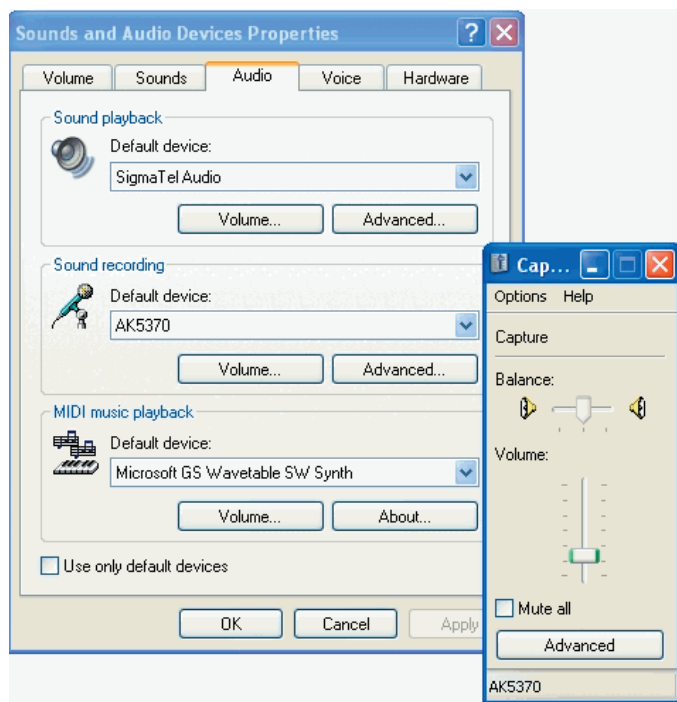 Sounds and Audio Devices Properties
Volume Sounds Audio Voice Hardware
Sound playback
Default device:
SigmaTel Audio
Volume... Advanced...
Sound recording
Default device:
AK5370
Volume... Advanced...
MIDI music playback
Default device:
Microsoft GS Wavetable SW Synth
Volume... About...
Use only default devices
OK Cancel Apply
Cap...
Options Help
Capture
Balance:
Volume:
Mute all
Advanced
AK5370